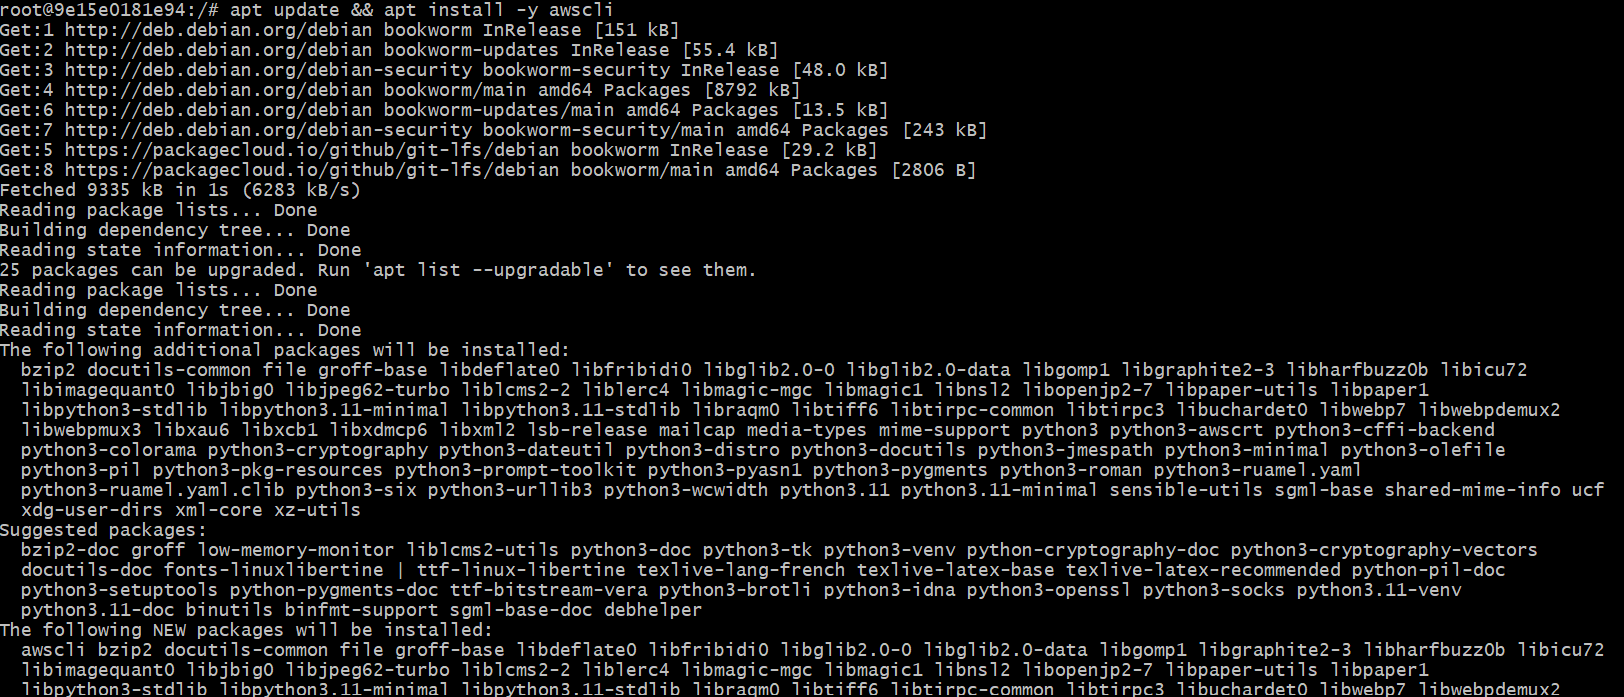 root@9e15e0181e94:/# apt update && apt install -y awscli
Get:1 http://deb.debian.org/debian bookworm InRelease [151 kB]
Get:2 http://deb.debian.org/debian bookworm-updates InRelease [55.4 kB]
Get:3 http://deb.debian.org/debian-security bookworm-security InRelease [48.0 kB]
Get:4 http://deb.debian.org/debian bookworm/main amd64 Packages [8792 kB]
Get:6 http://deb.debian.org/debian bookworm-updates/main amd64 Packages [13.5 kB]
Get:7 http://deb.debian.org/debian-security bookworm-security/main amd64 Packages [243 kB]
Get:5 https://packagecloud.io/github/git-lfs/debian bookworm InRelease [29.2 kB]
Get:8 https://packagecloud.io/github/git-lfs/debian bookworm/main amd64 Packages [2806 B]
Fetched 9335 kB in 1s (6283 kB/s)
Reading package lists... Done
Building dependency tree... Done
Reading state information... Done
25 packages can be upgraded. Run 'apt list --upgradable' to see them.
Reading package lists... Done
Building dependency tree... Done
Reading state information... Done
The following additional packages will be installed:
  bzip2 docutils-common file groff-base libdeflate0 libfribidi0 libglib2.0-0 libglib2.0-data libgomp1 libgraphite2-3 libharfbuzz0b libicu72
  libimagequant0 libjbig0 libjpeg62-turbo liblcms2-2 liblerc4 libmagic-mgc libmagic1 libnsl2 libopenjp2-7 libpaper-utils libpaper1
  libpython3-stdlib libpython3.11-minimal libpython3.11-stdlib libraqm0 libtiff6 libtirpc-common libtirpc3 libuchardet0 libwebp7 libwebpdemux2
  libwebpmux3 libxau6 libxcb1 libxdmcp6 libxml2 lsb-release mailcap media-types mime-support python3 python3-awscrt python3-cffi-backend
  python3-colorama python3-cryptography python3-dateutil python3-distro python3-docutils python3-jmespath python3-minimal python3-olefile
  python3-pil python3-pkg-resources python3-prompt-toolkit python3-pyasn1 python3-pygments python3-roman python3-ruamel.yaml
  python3-ruamel.yaml.clib python3-six python3-urllib3 python3-wcwidth python3.11 python3.11-minimal sensible-utils sgml-base shared-mime-info ucf
  xdg-user-dirs xml-core xz-utils
Suggested packages:
  bzip2-doc groff low-memory-monitor liblcms2-utils python3-doc python3-tk python3-venv python-cryptography-doc python3-cryptography-vectors
  docutils-doc fonts-linuxlibertine | ttf-linux-libertine texlive-lang-french texlive-latex-base texlive-latex-recommended python-pil-doc
  python3-setuptools python-pygments-doc ttf-bitstream-vera python3-brotli python3-idna python3-openssl python3-socks python3.11-venv
  python3.11-doc binutils binfmt-support sgml-base-doc debhelper
The following NEW packages will be installed:
  awscli bzip2 docutils-common file groff-base libdeflate0 libfribidi0 libglib2.0-0 libglib2.0-data libgomp1 libgraphite2-3 libharfbuzz0b libicu72
  libimagequant0 libjbig0 libjpeg62-turbo liblcms2-2 liblerc4 libmagic-mgc libmagic1 libnsl2 libopenjp2-7 libpaper-utils libpaper1
  libpython3-stdlib libpython3.11-minimal libpython3.11-stdlib libraqm0 libtiff6 libtirpc-common libtirpc3 libuchardet0 libwebp7 libwebpdemux2